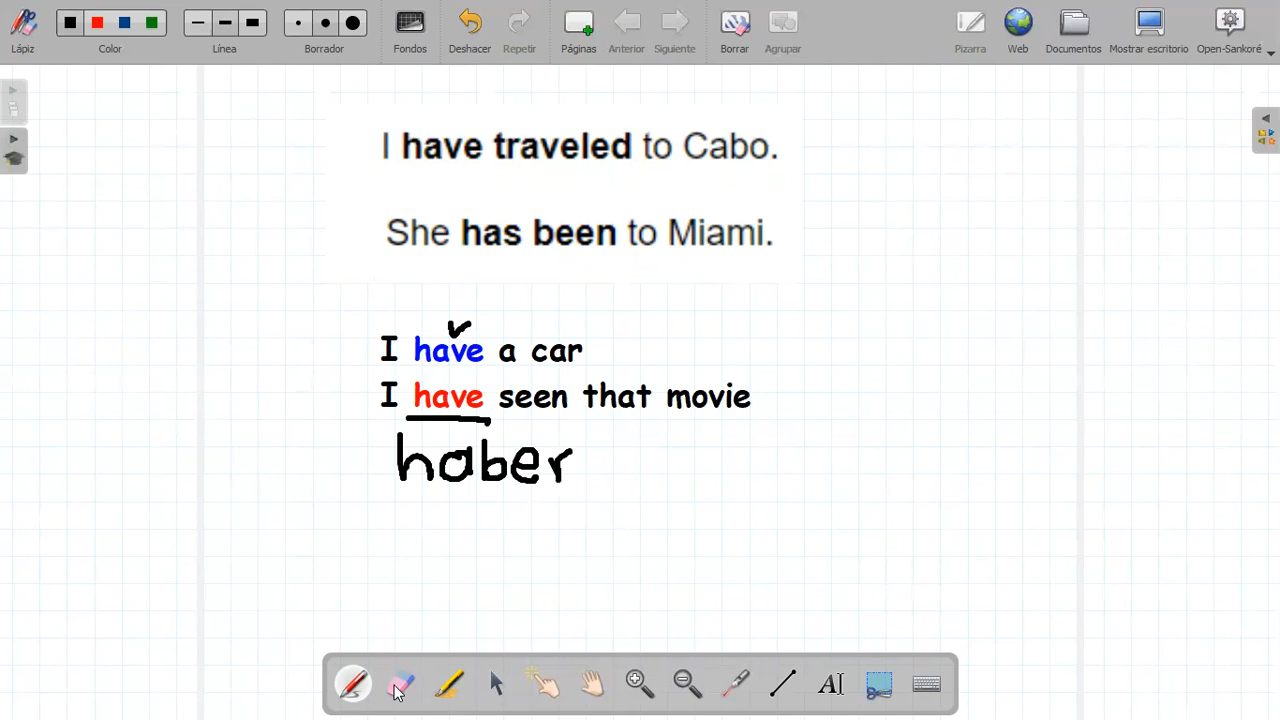 Lápiz Color Línea Borrador Fondos Deshacer Repetir Páginas Anterior Siguiente Borrar Agrupar Pizarra Web Documentos Mostrar escritorio Open-Sankoré
I have traveled to Cabo.
She has been to Miami.
I have a car
I have seen that movie
haber
AI